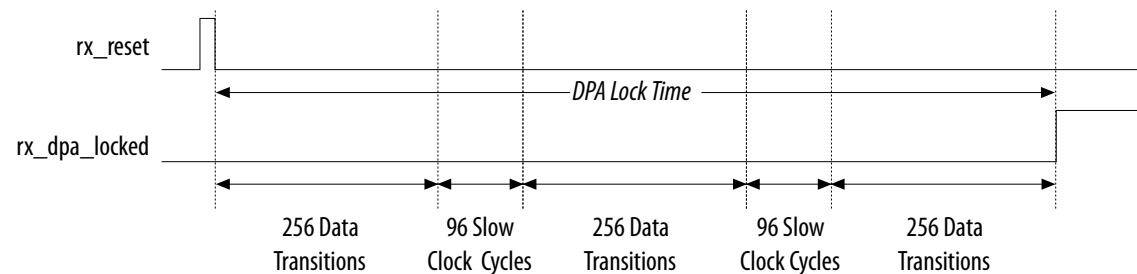 rx_reset
DPA Lock Time
rx_dpa_locked
256 Data 96 Slow 256 Data 96 Slow 256 Data
Transitions Clock Cycles Transitions Clock Cycles Transitions